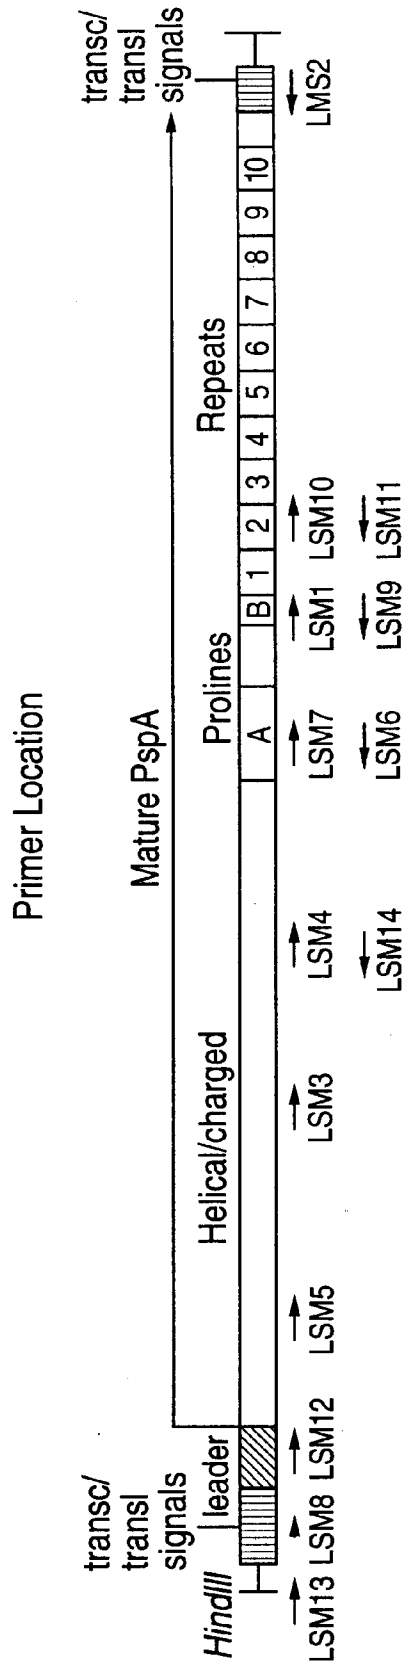 Primer Location
Mature PspA
transc/
transl
signals
transc/
transl
signals
HindIII
leader
Helical/charged
Prolines
Repeats
A
B
1
2
3
4
5
6
7
8
9
10
LSM13
LSM8
LSM12
LSM5
LSM3
LSM4
LSM7
LSM1
LSM10
LMS2
LSM14
LSM6
LSM9
LSM11